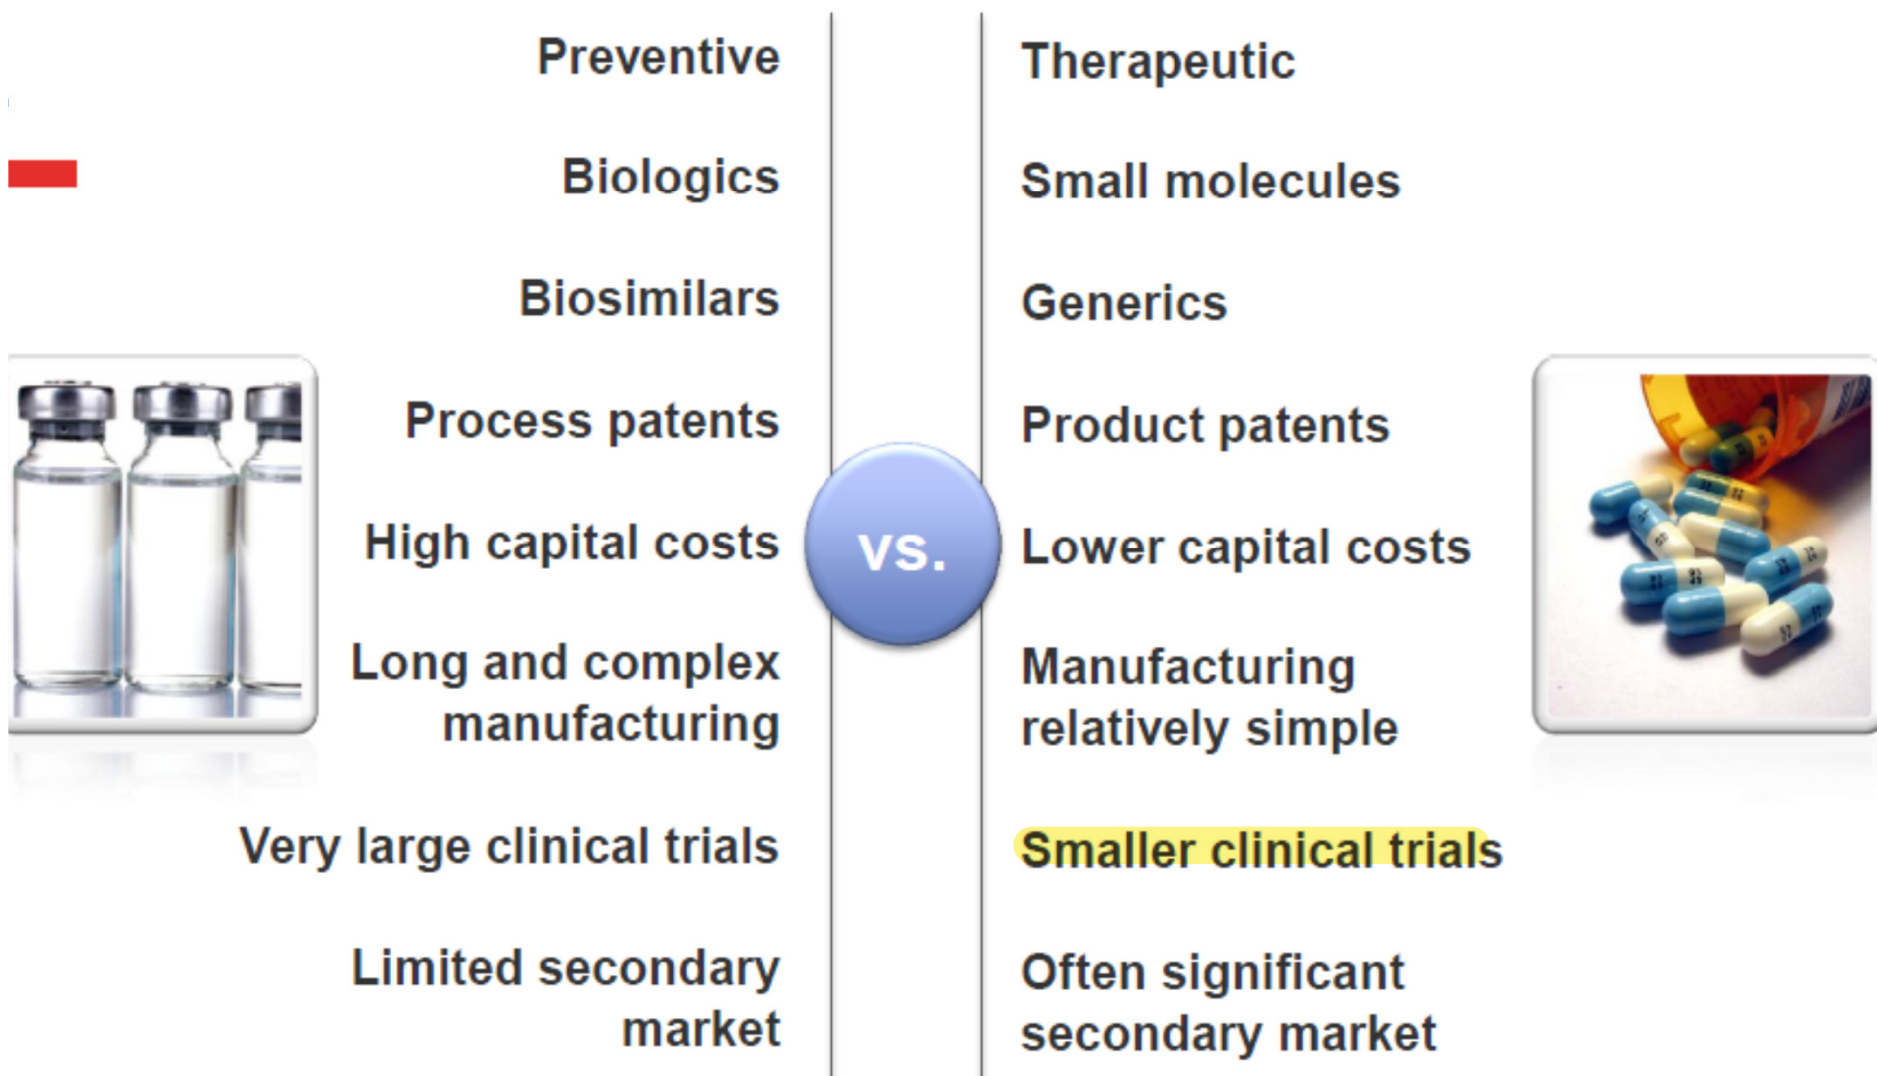 Preventive
Biologics
Biosimilars
Process patents
High capital costs
Long and complex
manufacturing
Very large clinical trials
Limited secondary
market
vs.
Therapeutic
Small molecules
Generics
Product patents
Lower capital costs
Manufacturing
relatively simple
Smaller clinical trials
Often significant
secondary market